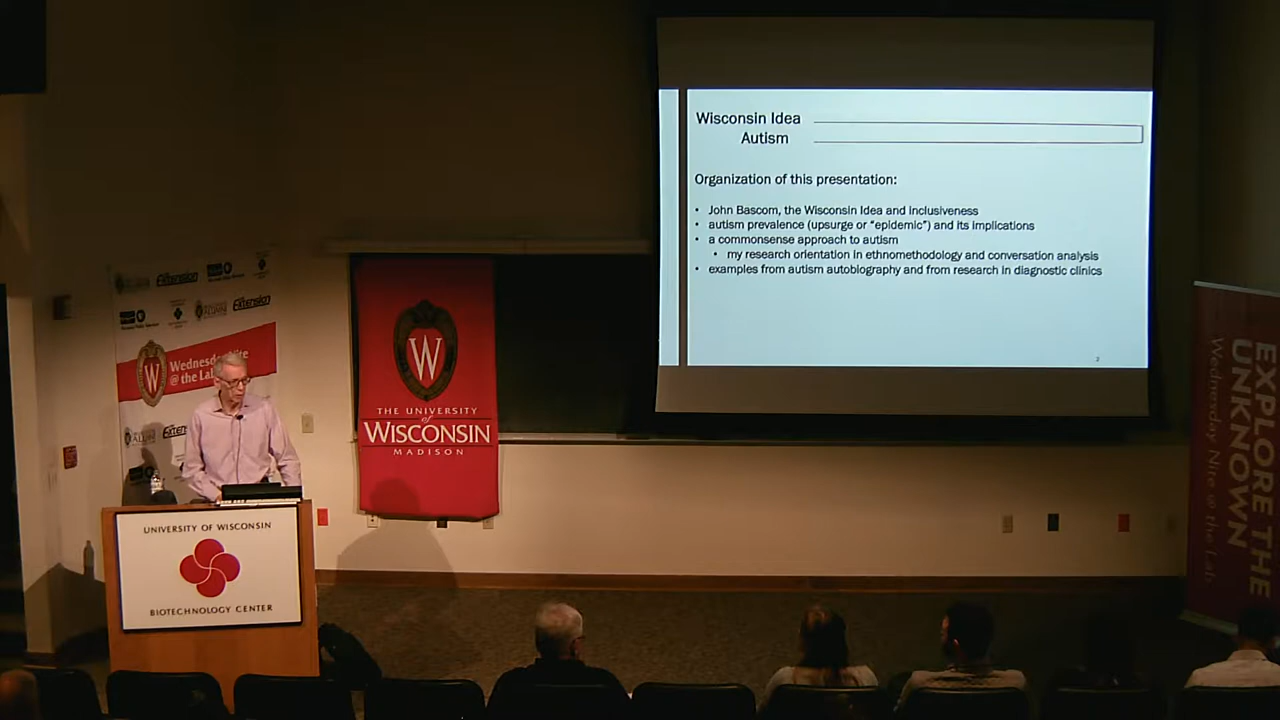 Wisconsin Idea
Autism
Organization of this presentation:
• John Bascom, the Wisconsin Idea and inclusiveness
• autism prevalence (upsurge or “epidemic”) and its implications
• a commonsense approach to autism
• my research orientation in ethnomethodology and conversation analysis
• examples from autism autobiography and from research in diagnostic clinics
2
Extension
Extension
Wednesday Nite
@ the Lab
W
THE UNIVERSITY
of
WISCONSIN
MADISON
UNIVERSITY OF WISCONSIN
BIOTECHNOLOGY CENTER
EXPLORE THE
UNKNOWN
Wednesday Nite @ the Lab